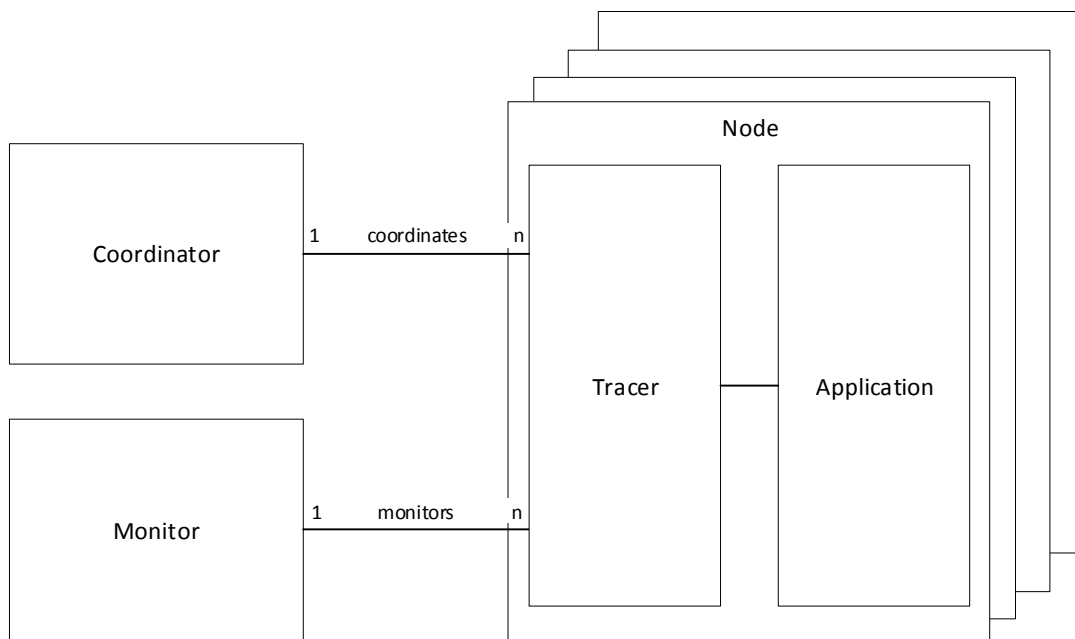 Node
Coordinator
1 coordinates n
Tracer
Application
Monitor
1 monitors n